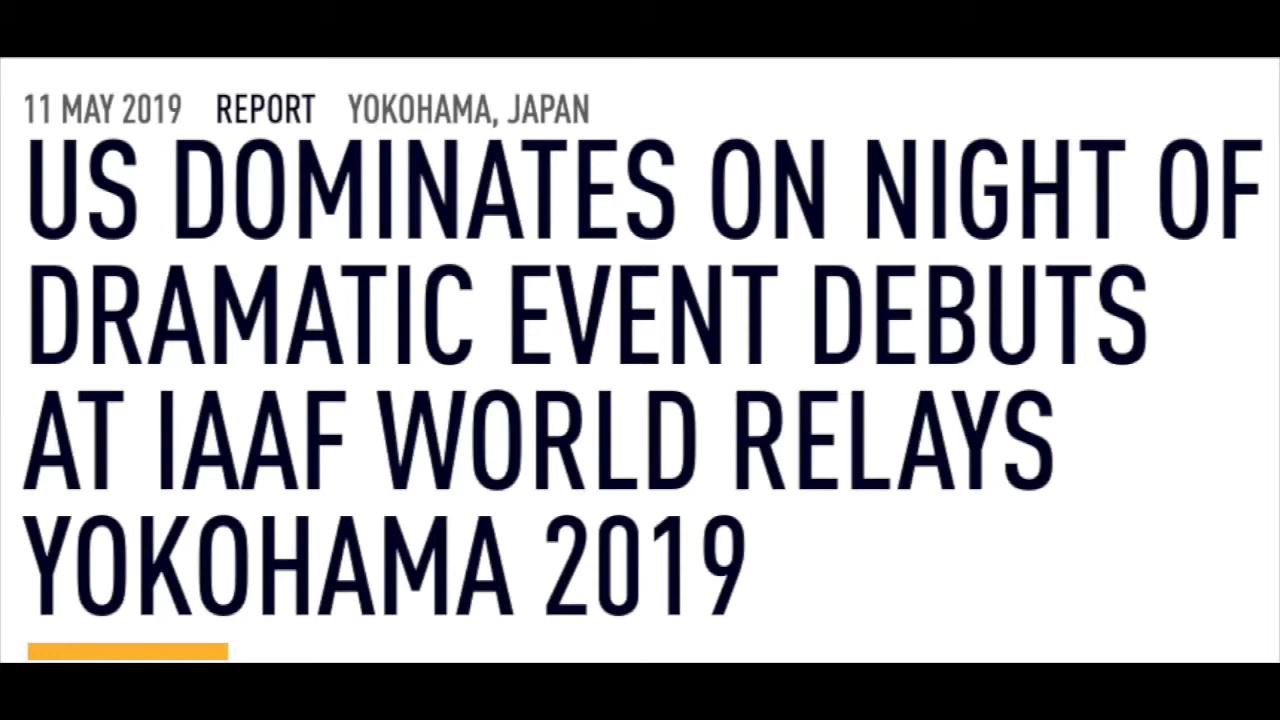 11 MAY 2019 REPORT YOKOHAMA, JAPAN
US DOMINATES ON NIGHT OF
DRAMATIC EVENT DEBUTS
AT IAAF WORLD RELAYS
YOKOHAMA 2019